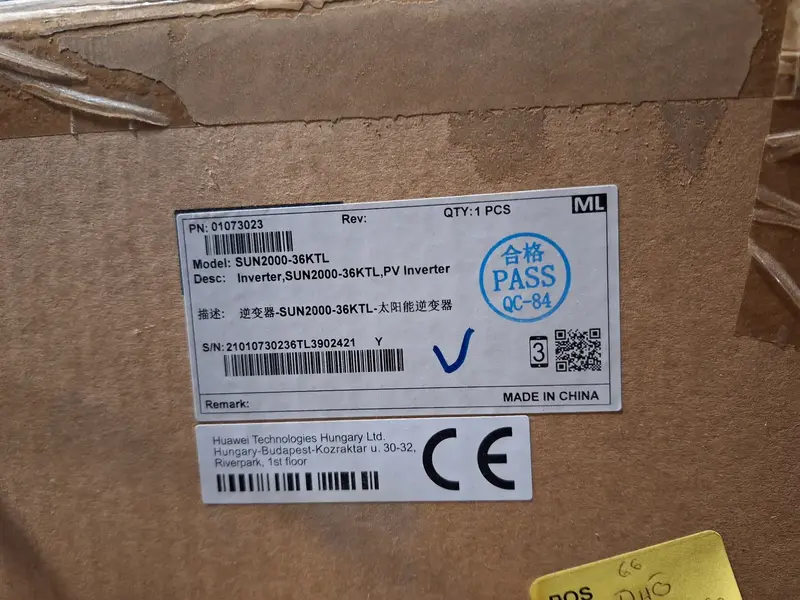 PN: 01073023
Rev:
QTY:1 PCS
ML
Model: SUN2000-36KTL
Desc: Inverter,SUN2000-36KTL,PV Inverter
合格
PASS
QC-84
描述: 逆变器-SUN2000-36KTL-太阳能逆变器
S/N:21010730236TL3902421 Y
3
Remark:
MADE IN CHINA
Huawei Technologies Hungary Ltd.
Hungary-Budapest-Kozraktar u. 30-32,
Riverpark, 1st floor
CE
66
POS